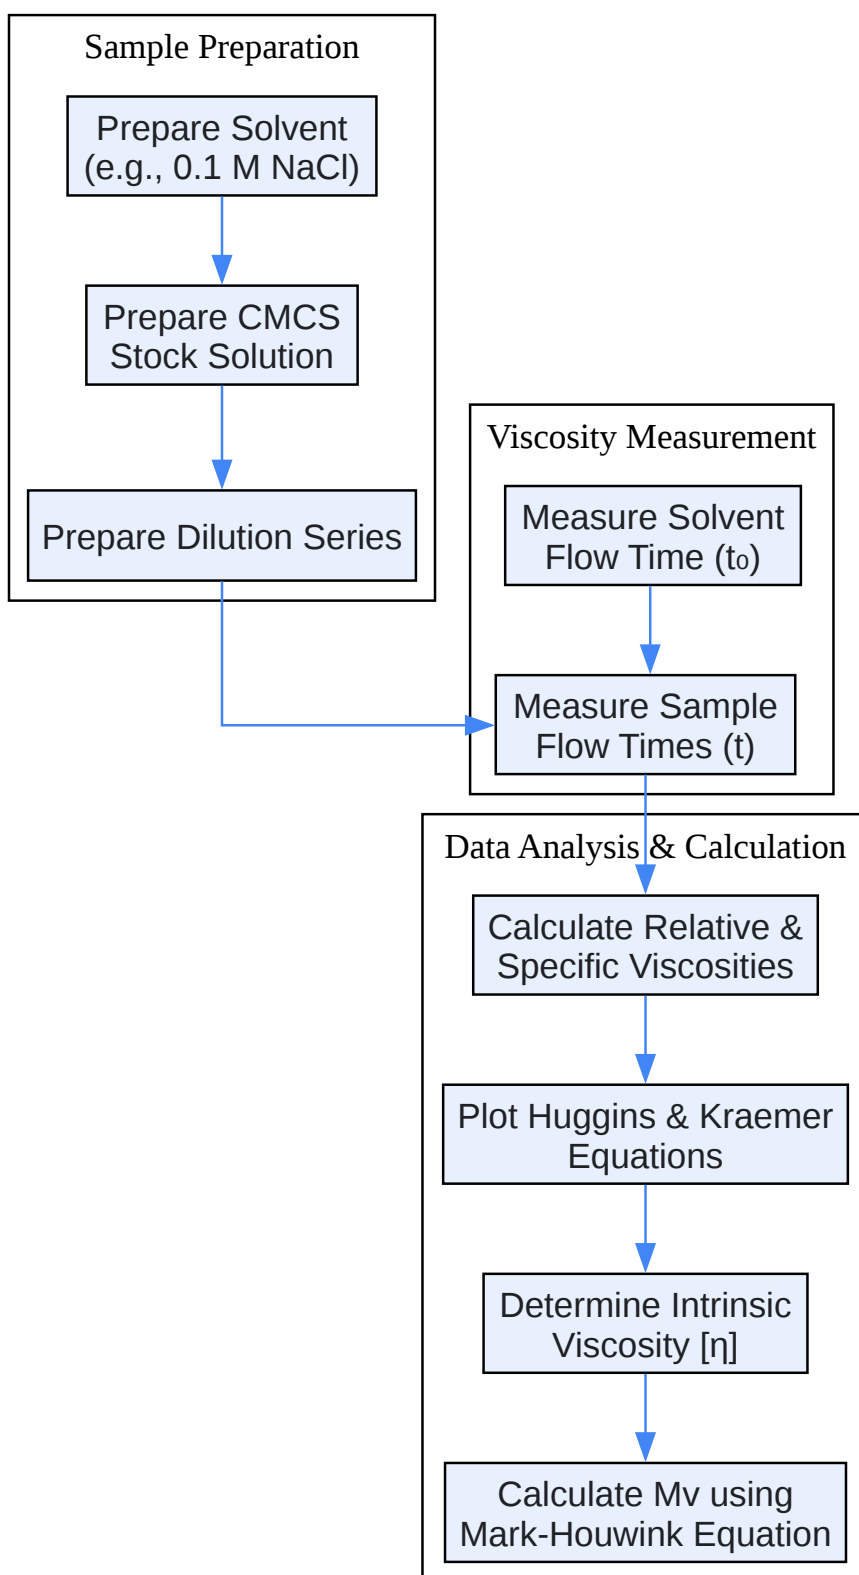 Sample Preparation
Prepare Solvent
(e.g., 0.1 M NaCl)
Prepare CMCS
Stock Solution
Prepare Dilution Series
Viscosity Measurement
Measure Solvent
Flow Time (t₀)
Measure Sample
Flow Times (t)
Data Analysis & Calculation
Calculate Relative &
Specific Viscosities
Plot Huggins & Kraemer
Equations
Determine Intrinsic
Viscosity [η]
Calculate Mv using
Mark-Houwink Equation